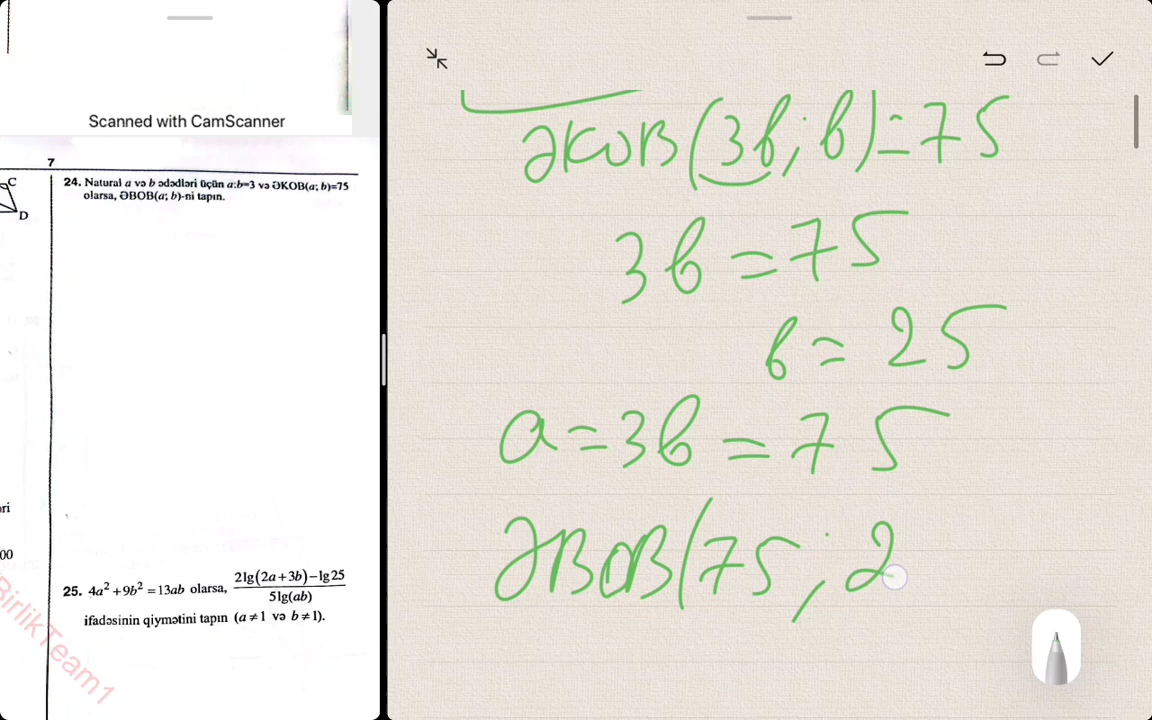 Scanned with CamScanner
7
C
D
24. Natural a və b ədədləri üçün a:b=3 və ƏKOB(a; b)=75
olarsa, ƏBOB(a; b)-ni tapın.
əri
00
25. 4a²+9b²=13ab olarsa, (2lg(2a+3b)−lg25)/(5lg(ab))
ifadəsinin qiymətini tapın (a≠1 və b≠1).
BirlikTeam1
ƏKOB(3b; b)=75
3b=75
b=25
a=3b=75
ƏBOB(75; 2